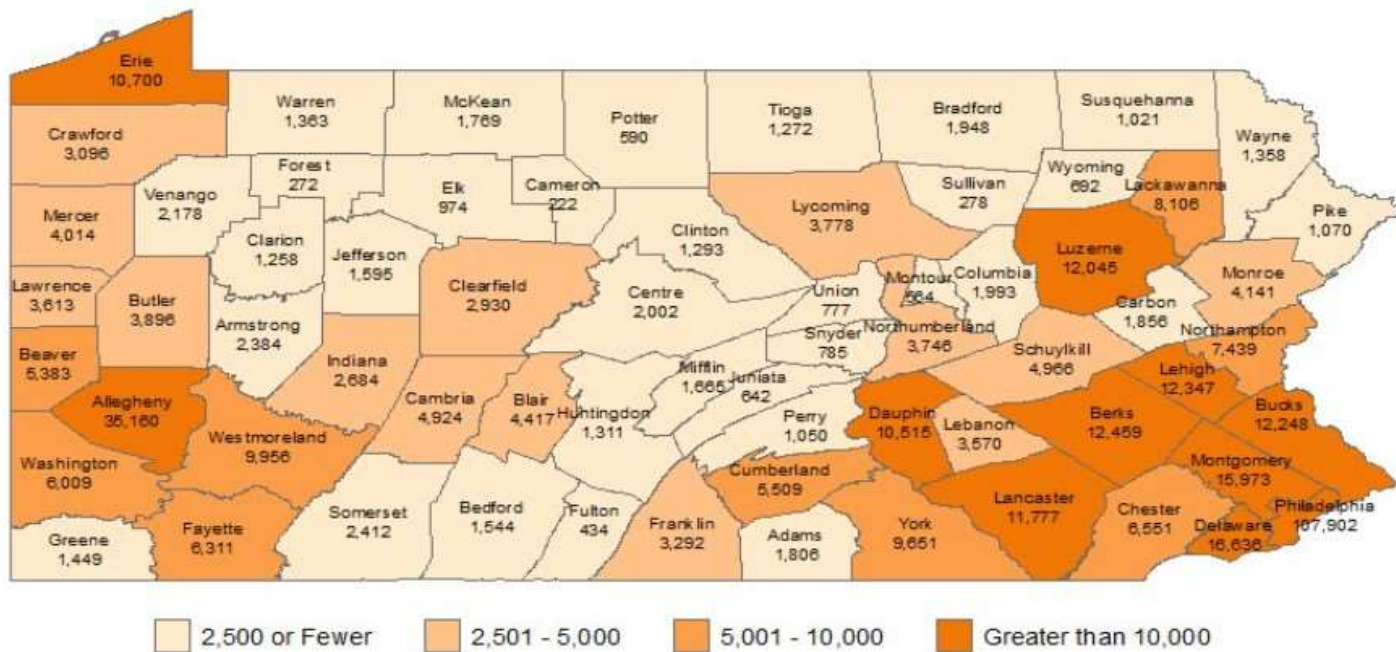 Erie
10,700
Warren
1,363
McKean
1,769
Potter
590
Tioga
1,272
Bradford
1,948
Susquehanna
1,021
Wayne
1,358
Crawford
3,096
Forest
272
Venango
2,178
Elk
974
Cameron
222
Sullivan
278
Wyoming
692
Lackawanna
8,106
Pike
1,070
Mercer
4,014
Clarion
1,258
Jefferson
1,595
Clinton
1,293
Lycoming
3,778
Luzerne
12,045
Monroe
4,141
Lawrence
3,613
Butler
3,896
Armstrong
2,384
Clearfield
2,930
Centre
2,002
Union
777
Montour
564
Columbia
1,993
Carbon
1,856
Northampton
7,439
Beaver
5,383
Indiana
2,684
Snyder
785
Northumberland
3,746
Schuylkill
4,966
Lehigh
12,347
Allegheny
35,160
Westmoreland
9,956
Cambria
4,924
Blair
4,417
Huntingdon
1,311
Mifflin
1,665
Juniata
642
Perry
1,050
Dauphin
10,515
Lebanon
3,570
Berks
12,459
Bucks
12,248
Washington
6,009
Montgomery
15,973
Greene
1,449
Fayette
6,311
Somerset
2,412
Bedford
1,544
Fulton
434
Franklin
3,292
Cumberland
5,509
Adams
1,806
York
9,651
Lancaster
11,777
Chester
6,551
Delaware
16,636
Philadelphia
107,902
2,500 or Fewer
2,501 - 5,000
5,001 - 10,000
Greater than 10,000